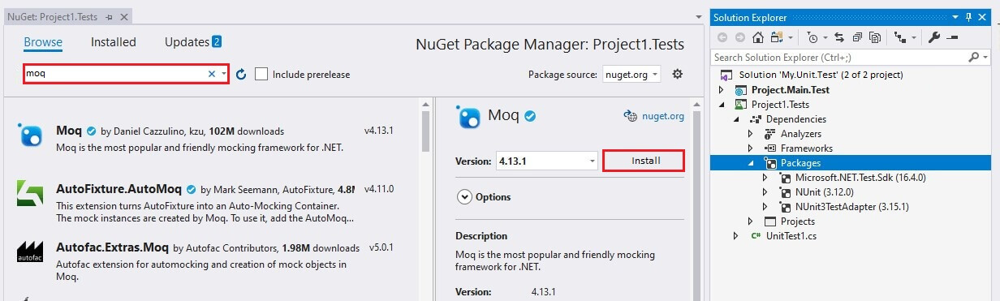 NuGet: Project1.Tests
Browse Installed Updates 2
NuGet Package Manager: Project1.Tests
moq
Include prerelease
Package source: nuget.org
Moq by Daniel Cazzulino, kzu, 102M downloads v4.13.1
Moq is the most popular and friendly mocking framework for .NET.
AutoFixture.AutoMoq by Mark Seemann, AutoFixture, 4.8M v4.11.0
This extension turns AutoFixture into an Auto-Mocking Container.
The mock instances are created by Moq. To use it, add the AutoMoq...
autofac
Autofac.Extras.Moq by Autofac Contributors, 1.98M downloads v5.0.1
Autofac extension for automocking and creation of mock objects in
Moq.
Moq nuget.org
Version: 4.13.1 Install
Options
Description
Moq is the most popular and friendly mocking
framework for .NET.
Version: 4.13.1
Solution Explorer
Search Solution Explorer (Ctrl+;)
Solution 'My.Unit.Test' (2 of 2 project)
Project.Main.Test
Project1.Tests
Dependencies
Analyzers
Frameworks
Packages
Microsoft.NET.Test.Sdk (16.4.0)
NUnit (3.12.0)
NUnit3TestAdapter (3.15.1)
Projects
C# UnitTest1.cs